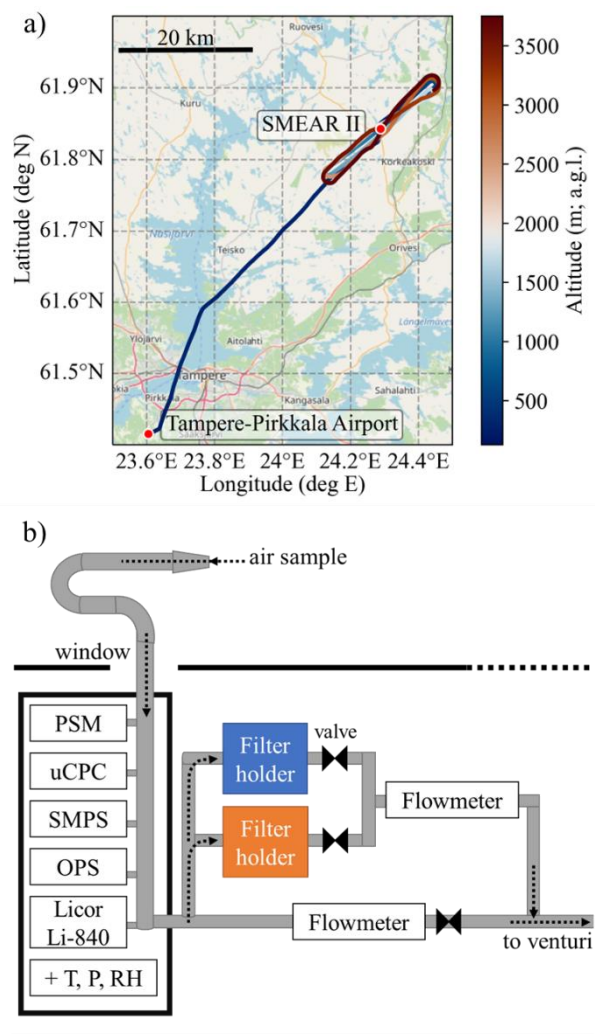 a)
20 km
Ruovesi
61.9°N
Kuru
SMEAR II
61.8°N
Korkeakoski
61.7°N
Näsijärvi
Teisko
Orivesi
61.6°N
Längelmäves
Ylöjärvi
Aitolahti
61.5°N
Tampere
okia
Pirkkala
Kangasala
Sahalahti
Tampere-Pirkkala Airport
23.6°E 23.8°E 24°E 24.2°E 24.4°E
Longitude (deg E)
Latitude (deg N)
3500
3000
2500
2000
1500
1000
500
Altitude (m; a.g.l.)
b)
air sample
window
PSM
uCPC
SMPS
OPS
Licor
Li-840
+ T, P, RH
Filter
holder
valve
Filter
holder
Flowmeter
Flowmeter
to venturi